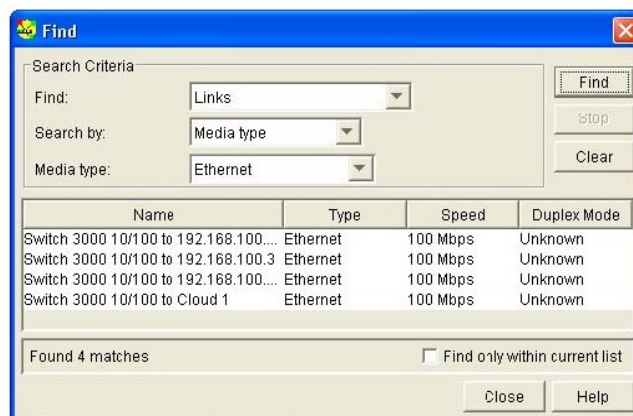 Find
Search Criteria
Find: Links
Search by: Media type
Media type: Ethernet
Find
Stop
Clear
Name Type Speed Duplex Mode
Switch 3000 10/100 to 192.168.100.... Ethernet 100 Mbps Unknown
Switch 3000 10/100 to 192.168.100.3 Ethernet 100 Mbps Unknown
Switch 3000 10/100 to 192.168.100.... Ethernet 100 Mbps Unknown
Switch 3000 10/100 to Cloud 1 Ethernet 100 Mbps Unknown
Found 4 matches
Find only within current list
Close Help